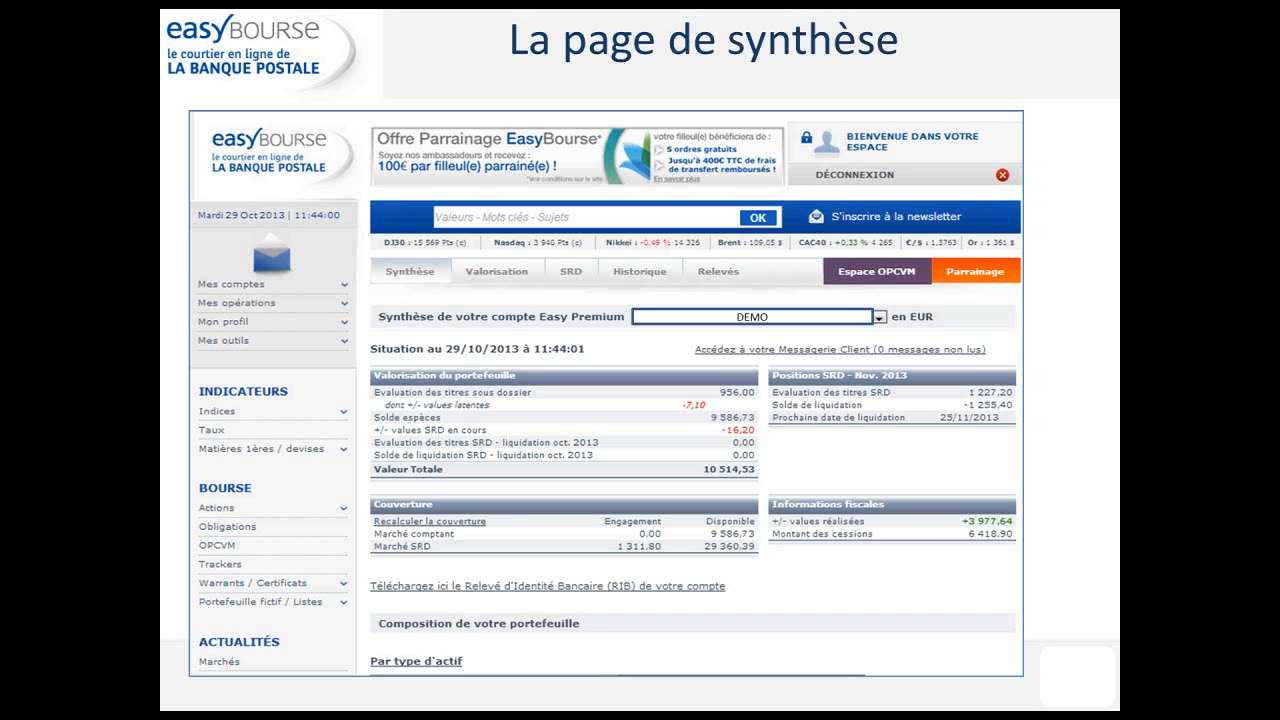 easyBOURSE
le courtier en ligne de
LA BANQUE POSTALE
La page de synthèse
easyBOURSE
le courtier en ligne de
LA BANQUE POSTALE
Offre Parrainage EasyBourse*
Soyez nos ambassadeurs et recevez :
100€ par filleul(e) parrainé(e) !
*Voir conditions sur le site
votre filleul(e) bénéficiera de :
5 ordres gratuits
Jusqu'à 400€ TTC de frais
de transfert remboursés !
En savoir plus
BIENVENUE DANS VOTRE
ESPACE
DÉCONNEXION
Mardi 29 Oct 2013 | 11:44:00
Valeurs - Mots clés - Sujets
OK
S'inscrire à la newsletter
DJ30 : 15 569 Pts (c) | Nasdaq : 3 940 Pts (c) | Nikkei : -0,49 % 14 326 | Brent : 109,05 $ | CAC40 : +0,33 % 4 265 | €/$ : 1,3763 | Or : 1 361 $
Synthèse Valorisation SRD Historique Relevés Espace OPCVM Parrainage
Mes comptes
Mes opérations
Mon profil
Mes outils
INDICATEURS
Indices
Taux
Matières 1ères / devises
BOURSE
Actions
Obligations
OPCVM
Trackers
Warrants / Certificats
Portefeuille fictif / Listes
ACTUALITÉS
Marchés
Synthèse de votre compte Easy Premium DEMO en EUR
Situation au 29/10/2013 à 11:44:01
Accédez à votre Messagerie Client (0 messages non lus)
Valorisation du portefeuille
Evaluation des titres sous dossier 956,00
dont +/- values latentes -7,10
Solde espèces 9 586,73
+/- values SRD en cours -16,20
Evaluation des titres SRD - liquidation oct. 2013 0,00
Solde de liquidation SRD - liquidation oct. 2013 0,00
Valeur Totale 10 514,53
Positions SRD - Nov. 2013
Evaluation des titres SRD 1 227,20
Solde de liquidation -1 255,40
Prochaine date de liquidation 25/11/2013
Couverture
Recalculer la couverture Engagement Disponible
Marché comptant 0,00 9 586,73
Marché SRD 1 311,80 29 360,39
Informations fiscales
+/- values réalisées +3 977,64
Montant des cessions 6 418,90
Téléchargez ici le Relevé d'Identité Bancaire (RIB) de votre compte
Composition de votre portefeuille
Par type d'actif